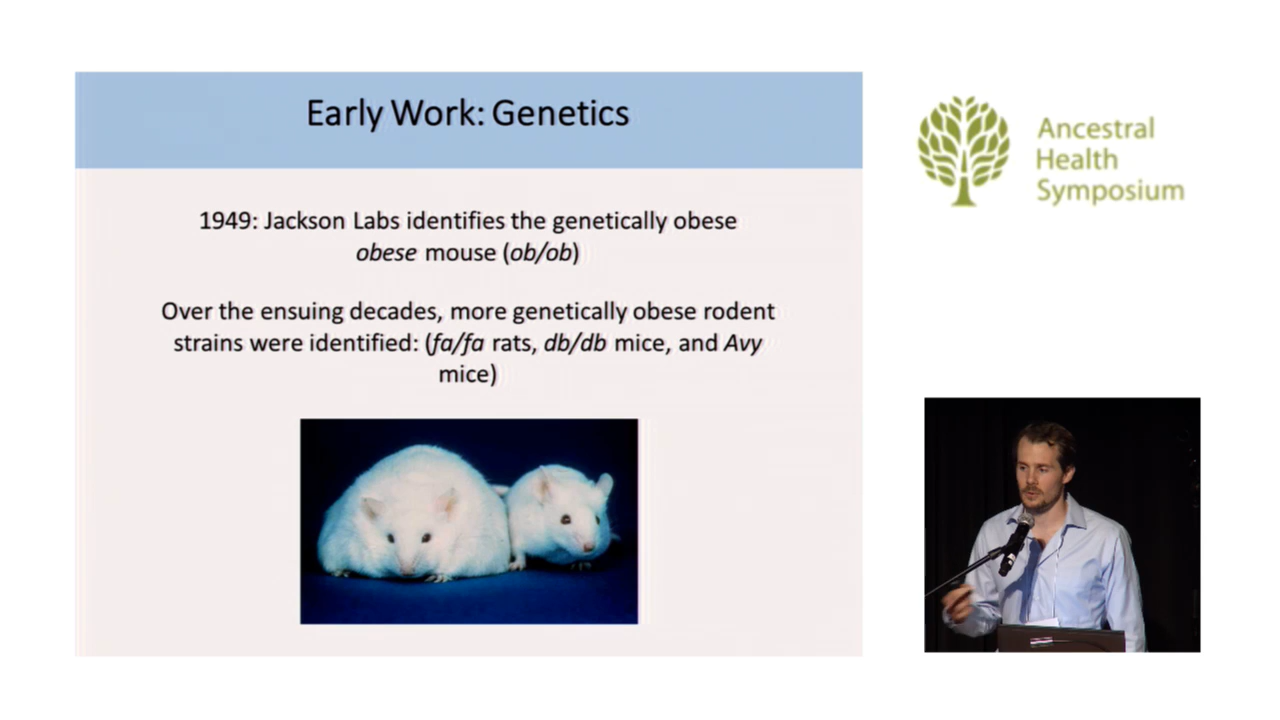 Early Work: Genetics
1949: Jackson Labs identifies the genetically obese
obese mouse (ob/ob)
Over the ensuing decades, more genetically obese rodent
strains were identified: (fa/fa rats, db/db mice, and Avy
mice)
Ancestral
Health
Symposium